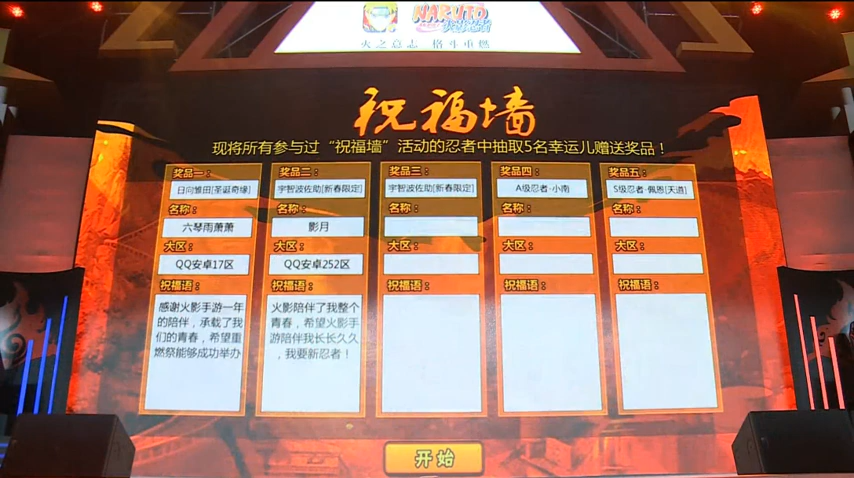 NARUTO
火影忍者
火之意志 格斗重燃
祝福墙
现将所有参与过“祝福墙”活动的忍者中抽取5名幸运儿赠送奖品！
奖品一：
日向雏田[圣诞奇缘]
名称：
六琴雨萧萧
大区：
QQ安卓17区
祝福语：
感谢火影手游一年
的陪伴，承载了我
们的青春，希望重
燃祭能够成功举办
奖品二：
宇智波佐助[新春限定]
名称：
影月
大区：
QQ安卓252区
祝福语：
火影陪伴了我整个
青春，希望火影手
游陪伴我长长久久
，我要新忍者！
奖品三：
宇智波佐助[新春限定]
名称：
大区：
祝福语：
奖品四：
A级忍者·小南
名称：
大区：
祝福语：
奖品五：
S级忍者·佩恩[天道]
名称：
大区：
祝福语：
开始